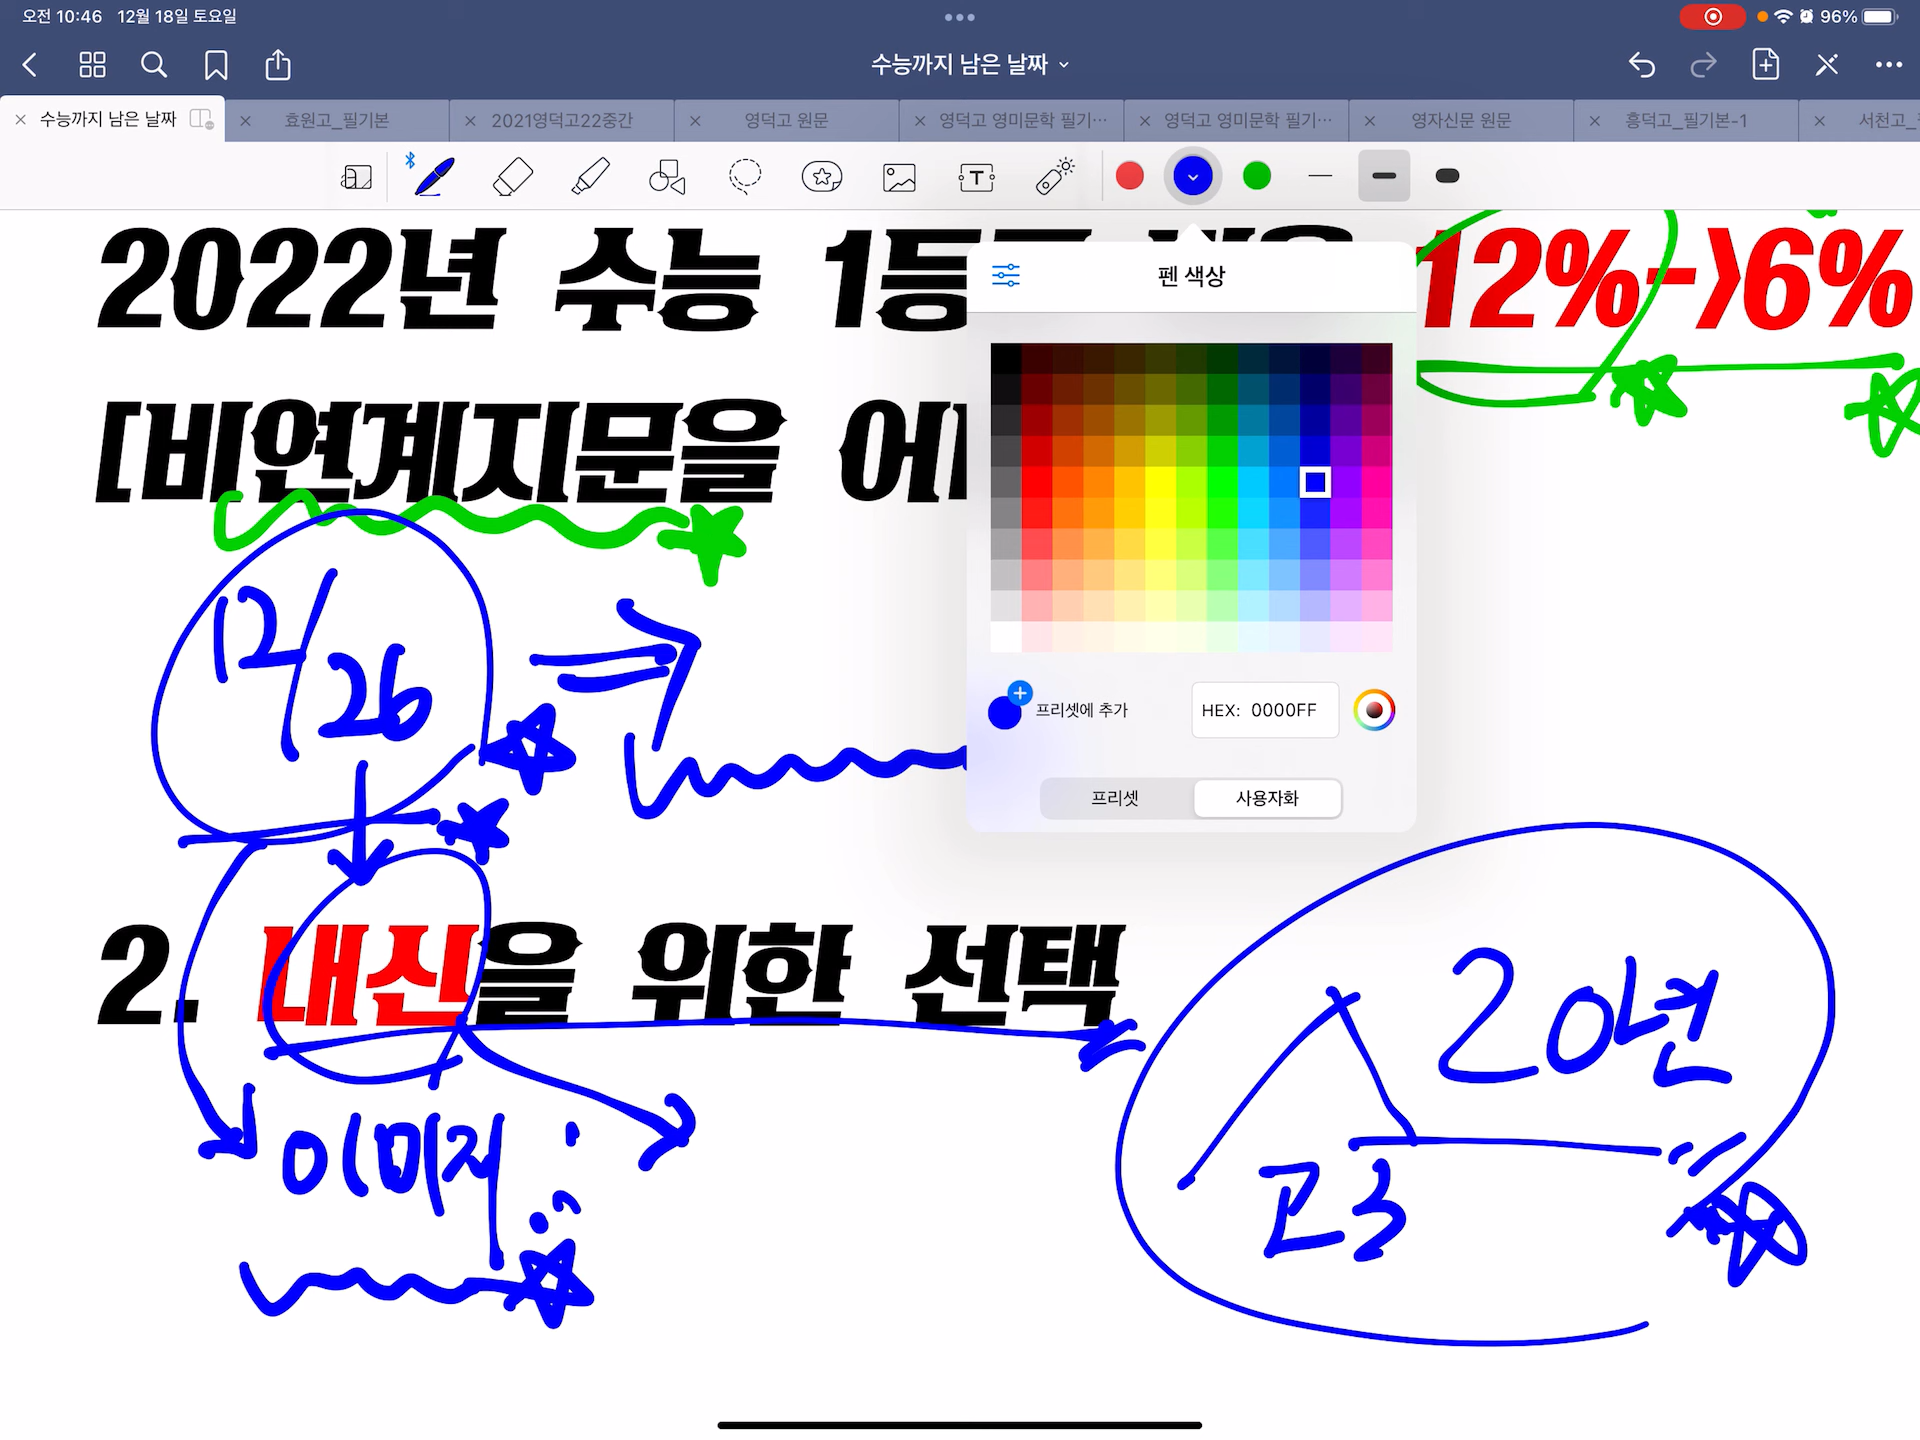 오전 10:46 12월 18일 토요일
96%
수능까지 남은 날짜
수능까지 남은 날짜
효원고_필기본
2021영덕고22중간
영덕고 원문
영덕고 영미문학 필기…
영덕고 영미문학 필기…
영자신문 원문
흥덕고_필기본-1
서천고_
T
2022년 수능 1등
12%->6%
펜 색상
[비연계지문을 어
12/26
프리셋에 추가
HEX: 0000FF
프리셋
사용자화
2. 내신을 위한 선택
20년
고3
이미지